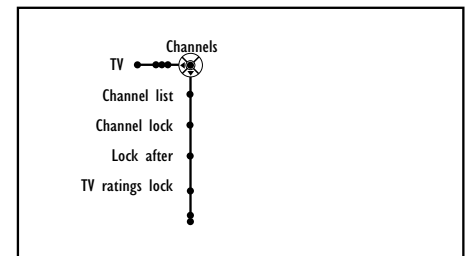 Channels
TV
Channel list
Channel lock
Lock after
TV ratings lock